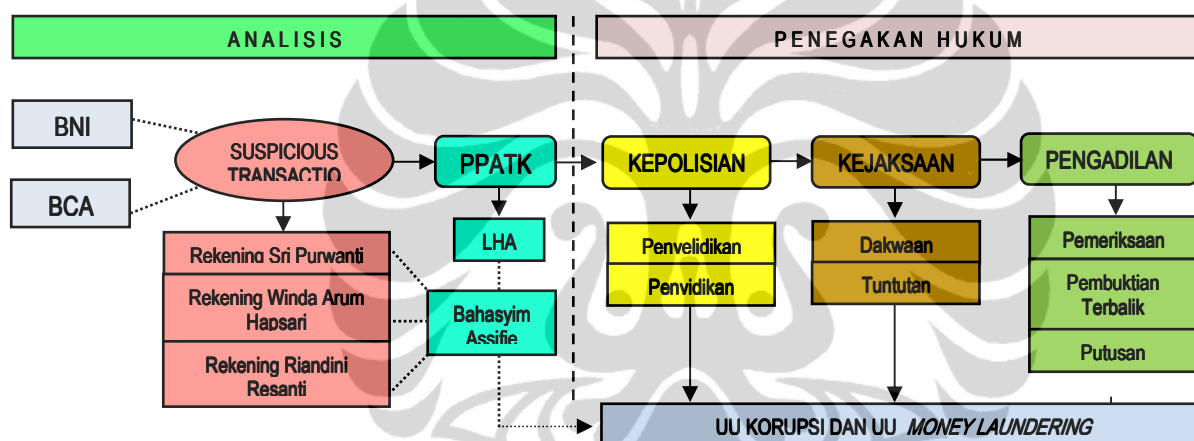 ANALISIS
PENEGAKAN HUKUM
BNI
BCA
SUSPICIOUS
TRANSACTIO
PPATK
KEPOLISIAN
KEJAKSAAN
PENGADILAN
LHA
Rekening Sri Purwanti
Rekening Winda Arum
Hapsari
Rekening Riandini
Resanti
Bahasyim
Assifie
Penyelidikan
Penyidikan
Dakwaan
Tuntutan
Pemeriksaan
Pembuktian
Terbalik
Putusan
UU KORUPSI DAN UU MONEY LAUNDERING